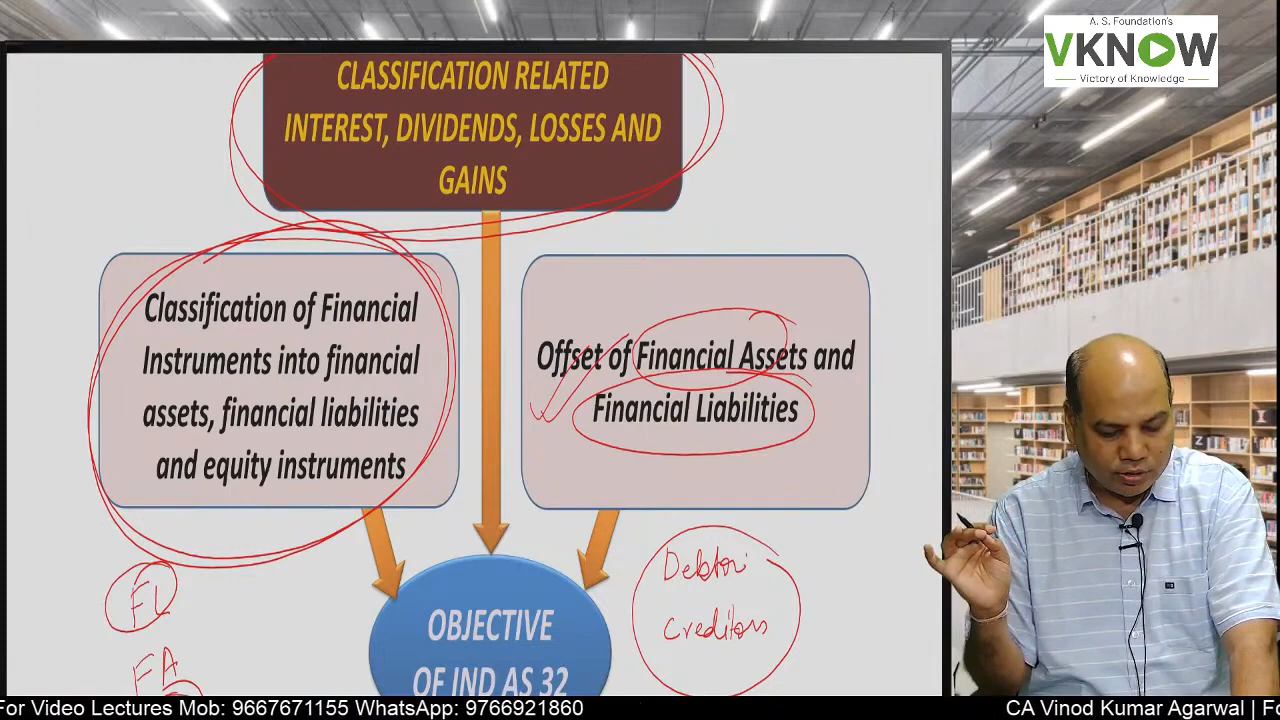 A. S. Foundation's
VKNOW
Victory of Knowledge
CLASSIFICATION RELATED
INTEREST, DIVIDENDS, LOSSES AND
GAINS
Classification of Financial
Instruments into financial
assets, financial liabilities
and equity instruments
Offset of Financial Assets and
Financial Liabilities
FL
FA
Debtors
Creditors
OBJECTIVE
OF IND AS 32
For Video Lectures Mob: 9667671155 WhatsApp: 9766921860
CA Vinod Kumar Agarwal | Fo